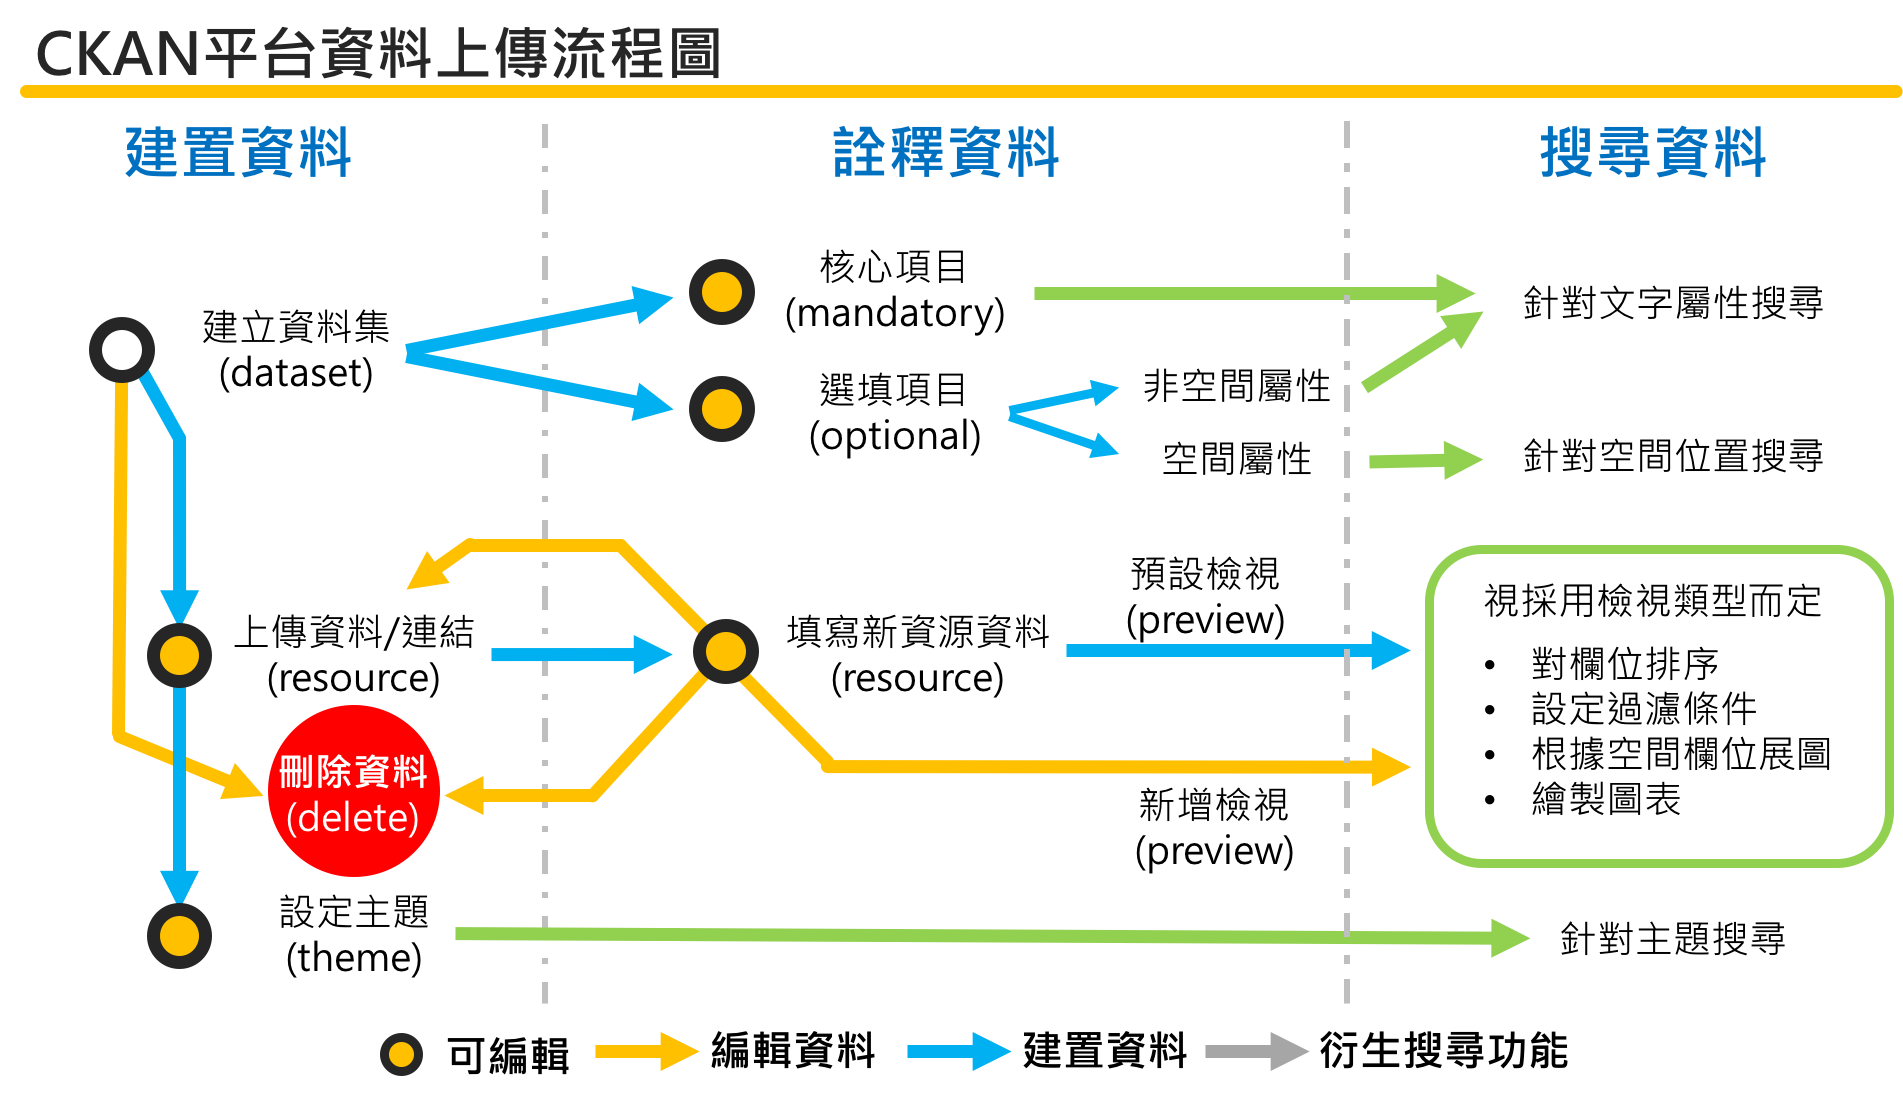 CKAN平台資料上傳流程圖
建置資料
詮釋資料
搜尋資料
建立資料集
(dataset)
核心項目
(mandatory)
針對文字屬性搜尋
選填項目
(optional)
非空間屬性
空間屬性
針對空間位置搜尋
上傳資料/連結
(resource)
填寫新資源資料
(resource)
預設檢視
(preview)
視採用檢視類型而定
• 對欄位排序
• 設定過濾條件
• 根據空間欄位展圖
• 繪製圖表
刪除資料
(delete)
新增檢視
(preview)
設定主題
(theme)
針對主題搜尋
可編輯
編輯資料
建置資料
衍生搜尋功能